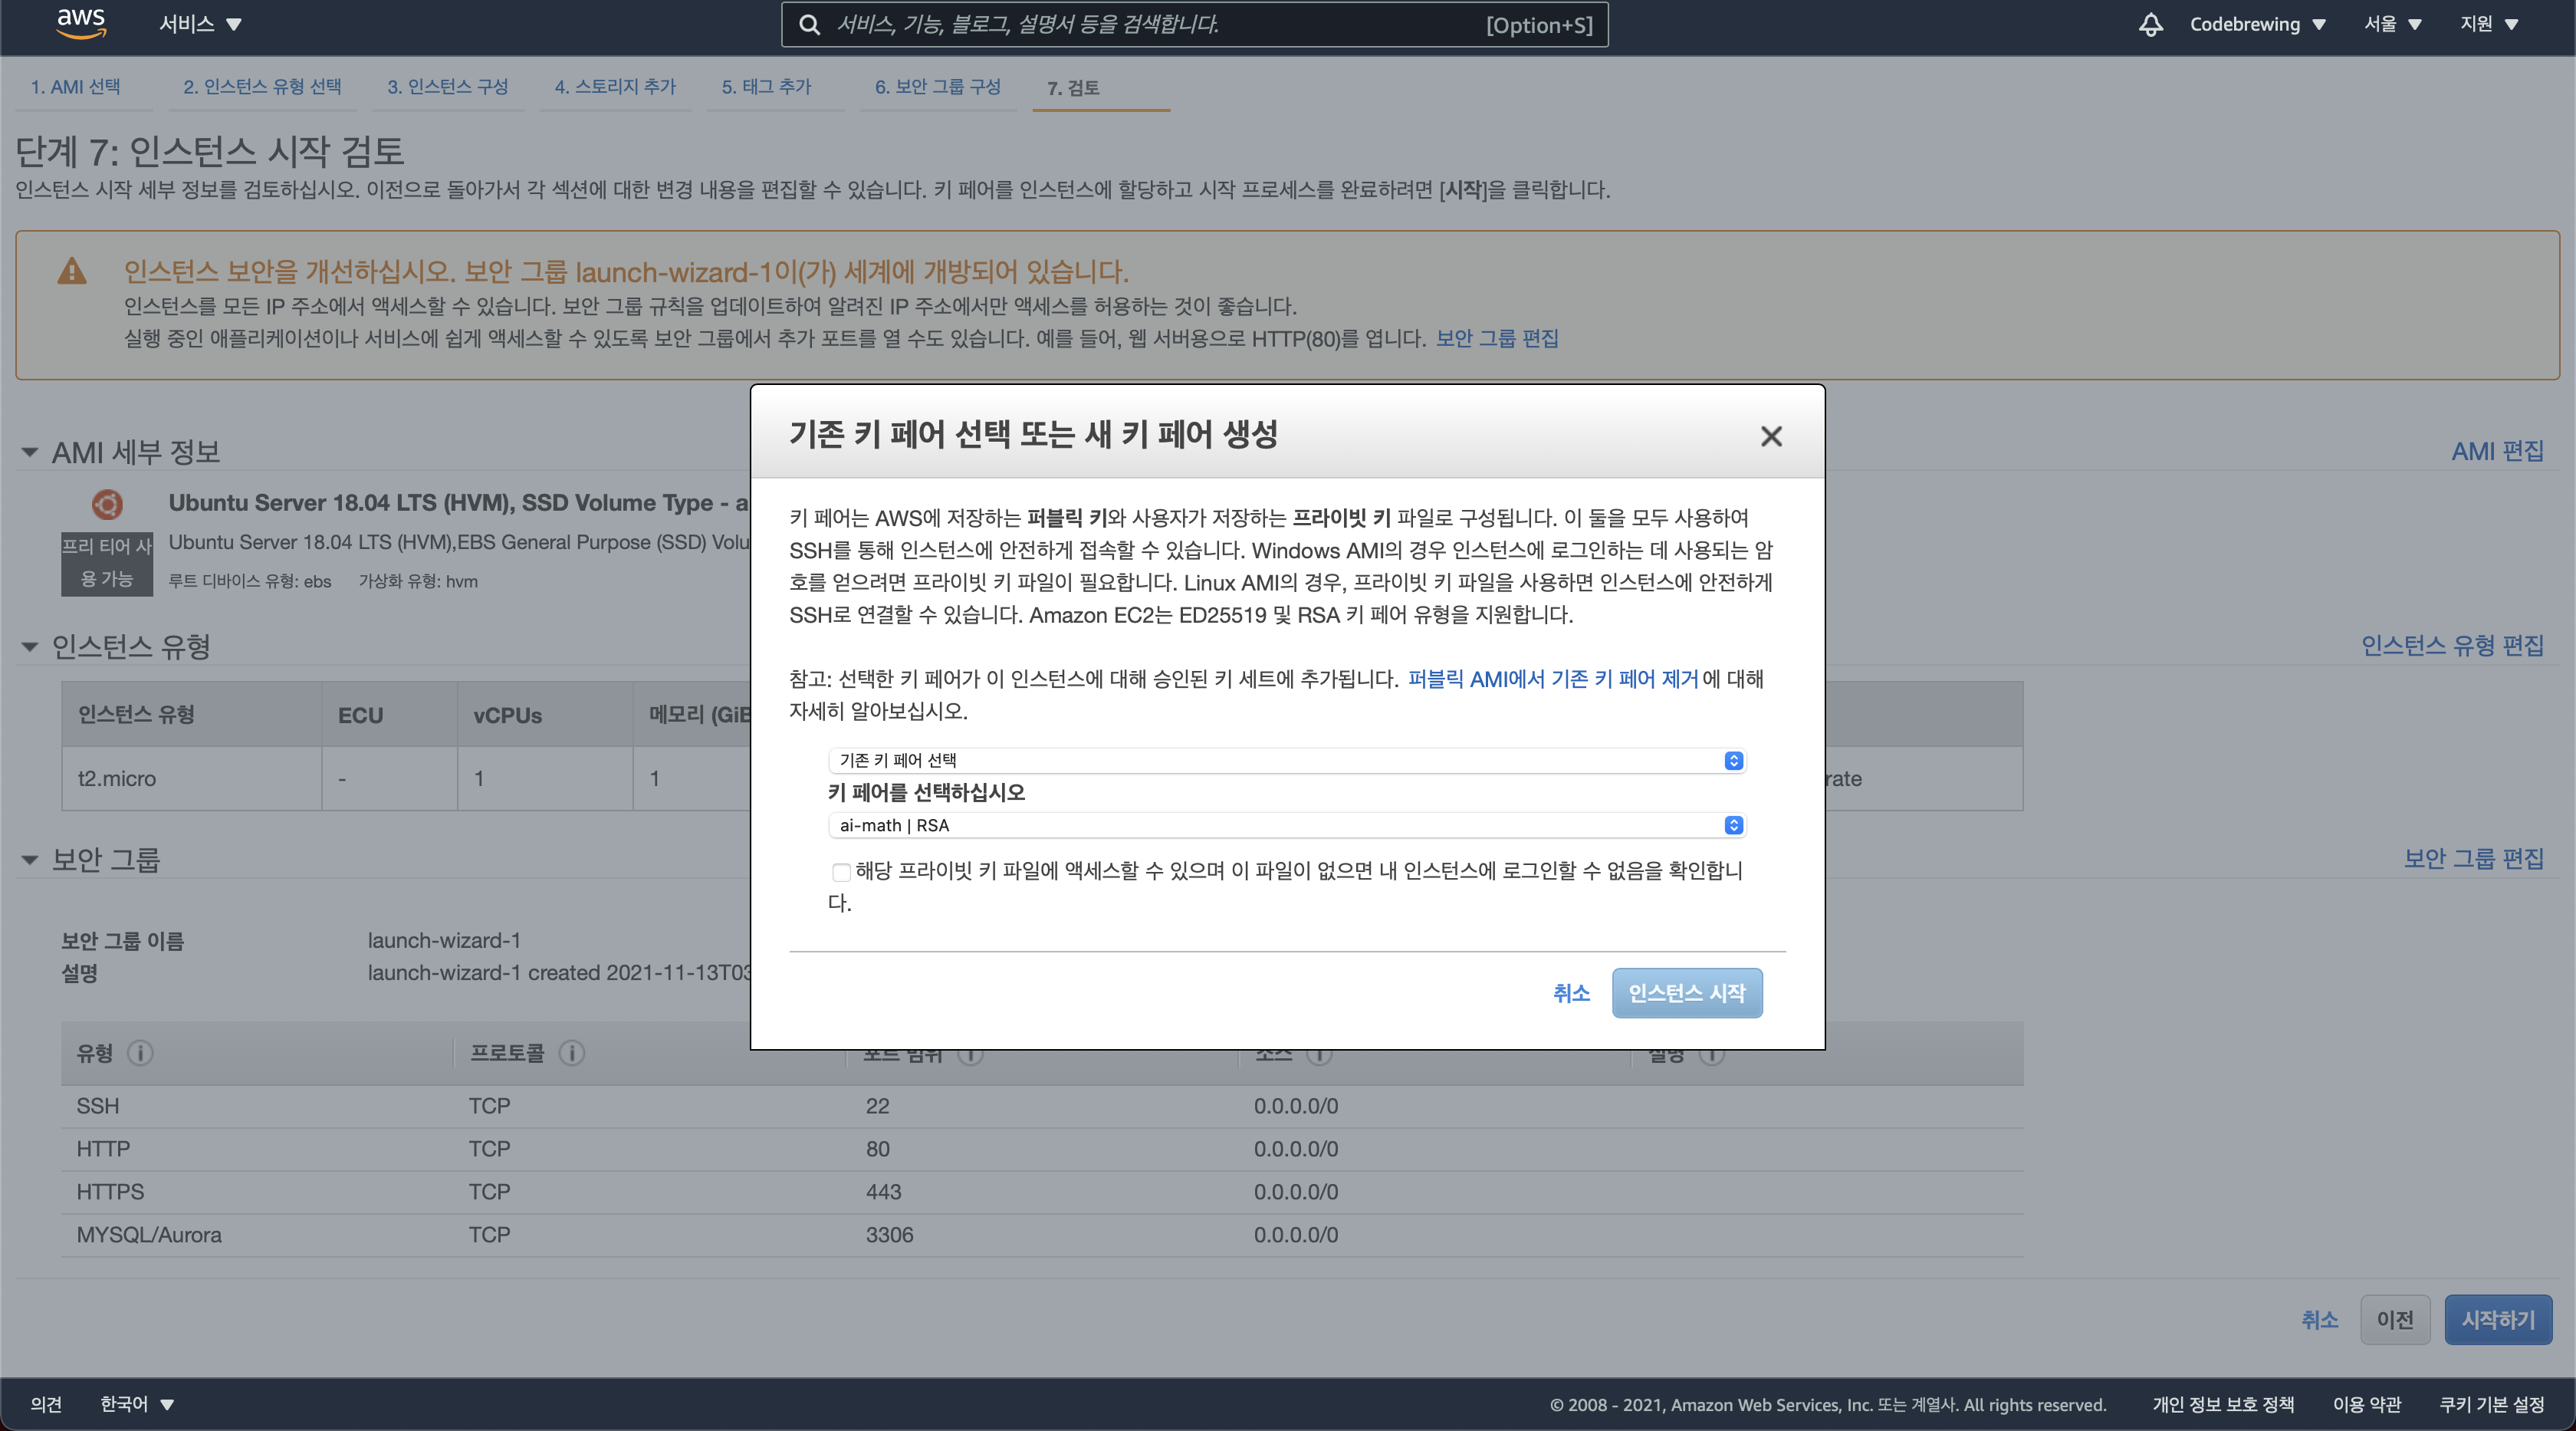 aws
서비스
서비스, 기능, 블로그, 설명서 등을 검색합니다.
[Option+S]
Codebrewing
서울
지원
1. AMI 선택
2. 인스턴스 유형 선택
3. 인스턴스 구성
4. 스토리지 추가
5. 태그 추가
6. 보안 그룹 구성
7. 검토
단계 7: 인스턴스 시작 검토
인스턴스 시작 세부 정보를 검토하십시오. 이전으로 돌아가서 각 섹션에 대한 변경 내용을 편집할 수 있습니다. 키 페어를 인스턴스에 할당하고 시작 프로세스를 완료하려면 [시작]을 클릭합니다.
인스턴스 보안을 개선하십시오. 보안 그룹 launch-wizard-1이(가) 세계에 개방되어 있습니다.
인스턴스를 모든 IP 주소에서 액세스할 수 있습니다. 보안 그룹 규칙을 업데이트하여 알려진 IP 주소에서만 액세스를 허용하는 것이 좋습니다.
실행 중인 애플리케이션이나 서비스에 쉽게 액세스할 수 있도록 보안 그룹에서 추가 포트를 열 수도 있습니다. 예를 들어, 웹 서버용으로 HTTP(80)를 엽니다. 보안 그룹 편집
AMI 세부 정보
AMI 편집
Ubuntu Server 18.04 LTS (HVM), SSD Volume Type - a
프리 티어 사
용 가능
Ubuntu Server 18.04 LTS (HVM),EBS General Purpose (SSD) Volu
루트 디바이스 유형: ebs 가상화 유형: hvm
인스턴스 유형
인스턴스 유형 편집
인스턴스 유형
ECU
vCPUs
메모리 (GiB
t2.micro
-
1
1
rate
보안 그룹
보안 그룹 편집
보안 그룹 이름
launch-wizard-1
설명
launch-wizard-1 created 2021-11-13T03
기존 키 페어 선택 또는 새 키 페어 생성
키 페어는 AWS에 저장하는 퍼블릭 키와 사용자가 저장하는 프라이빗 키 파일로 구성됩니다. 이 둘을 모두 사용하여
SSH를 통해 인스턴스에 안전하게 접속할 수 있습니다. Windows AMI의 경우 인스턴스에 로그인하는 데 사용되는 암
호를 얻으려면 프라이빗 키 파일이 필요합니다. Linux AMI의 경우, 프라이빗 키 파일을 사용하면 인스턴스에 안전하게
SSH로 연결할 수 있습니다. Amazon EC2는 ED25519 및 RSA 키 페어 유형을 지원합니다.
참고: 선택한 키 페어가 이 인스턴스에 대해 승인된 키 세트에 추가됩니다. 퍼블릭 AMI에서 기존 키 페어 제거에 대해
자세히 알아보십시오.
기존 키 페어 선택
키 페어를 선택하십시오
ai-math | RSA
해당 프라이빗 키 파일에 액세스할 수 있으며 이 파일이 없으면 내 인스턴스에 로그인할 수 없음을 확인합니
다.
취소
인스턴스 시작
유형
프로토콜
포트 범위
소스
설명
SSH TCP 22 0.0.0.0/0
HTTP TCP 80 0.0.0.0/0
HTTPS TCP 443 0.0.0.0/0
MYSQL/Aurora TCP 3306 0.0.0.0/0
취소
이전
시작하기
의견
한국어
© 2008 - 2021, Amazon Web Services, Inc. 또는 계열사. All rights reserved.
개인 정보 보호 정책
이용 약관
쿠키 기본 설정